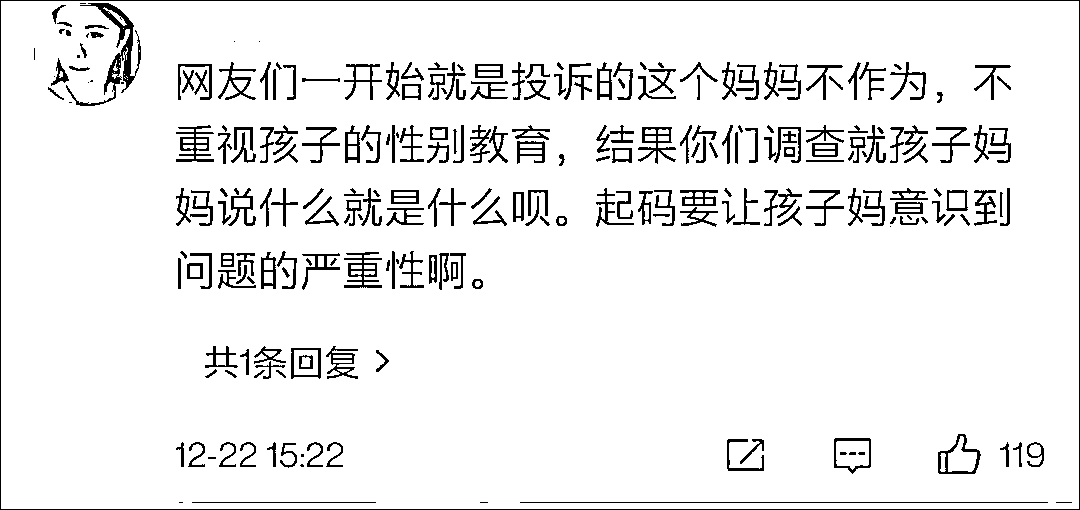 网友们一开始就是投诉的这个妈妈不作为，不
重视孩子的性别教育，结果你们调查就孩子妈
妈说什么就是什么呗。起码要让孩子妈意识到
问题的严重性啊。
共1条回复 >
12-22 15:22 119